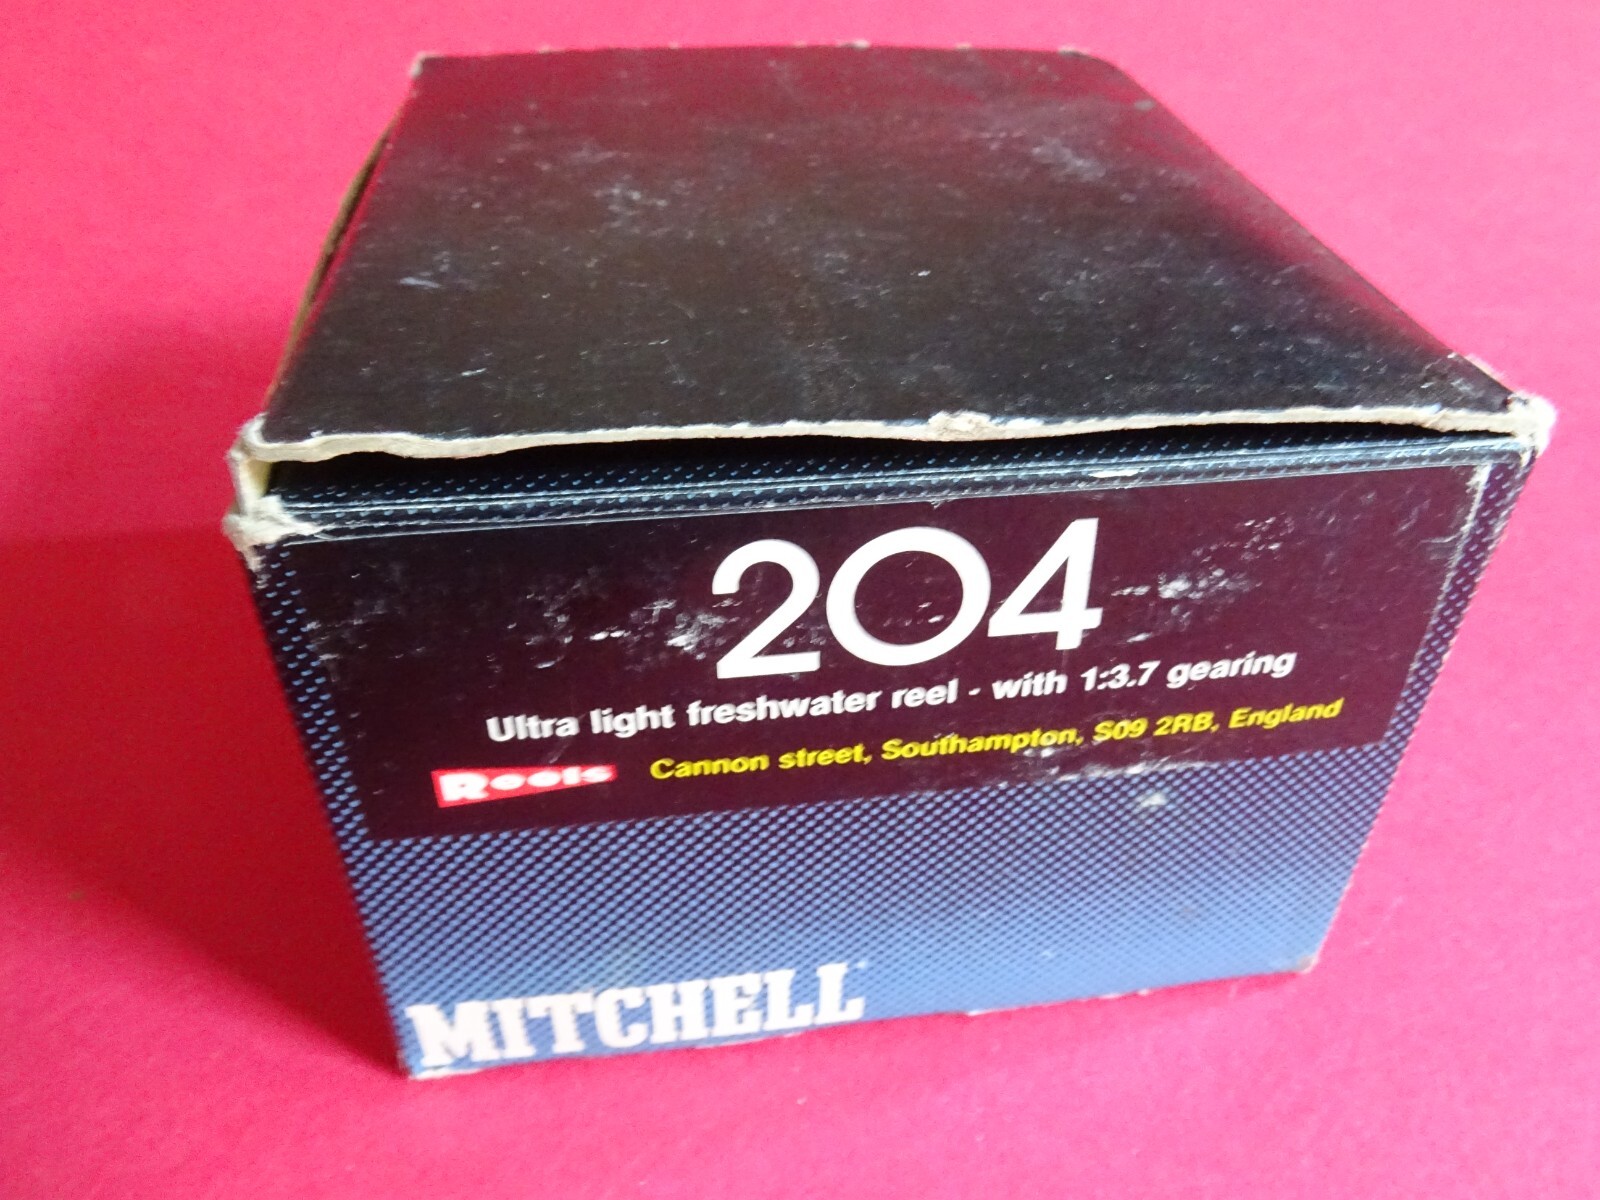 204
Ultra light freshwater reel - with 1:3.7 gearing
Reels Cannon street, Southampton, S09 2RB, England
MITCHELL